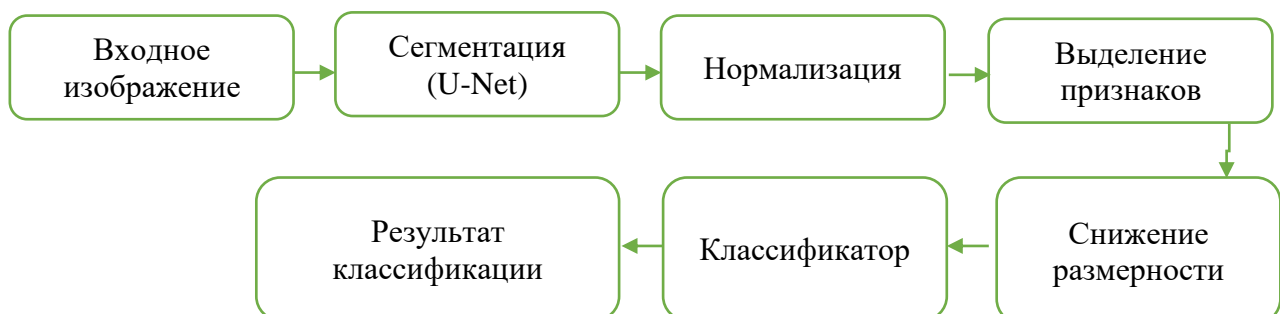 Входное
изображение
Сегментация
(U-Net)
Нормализация
Выделение
признаков
Снижение
размерности
Классификатор
Результат
классификации